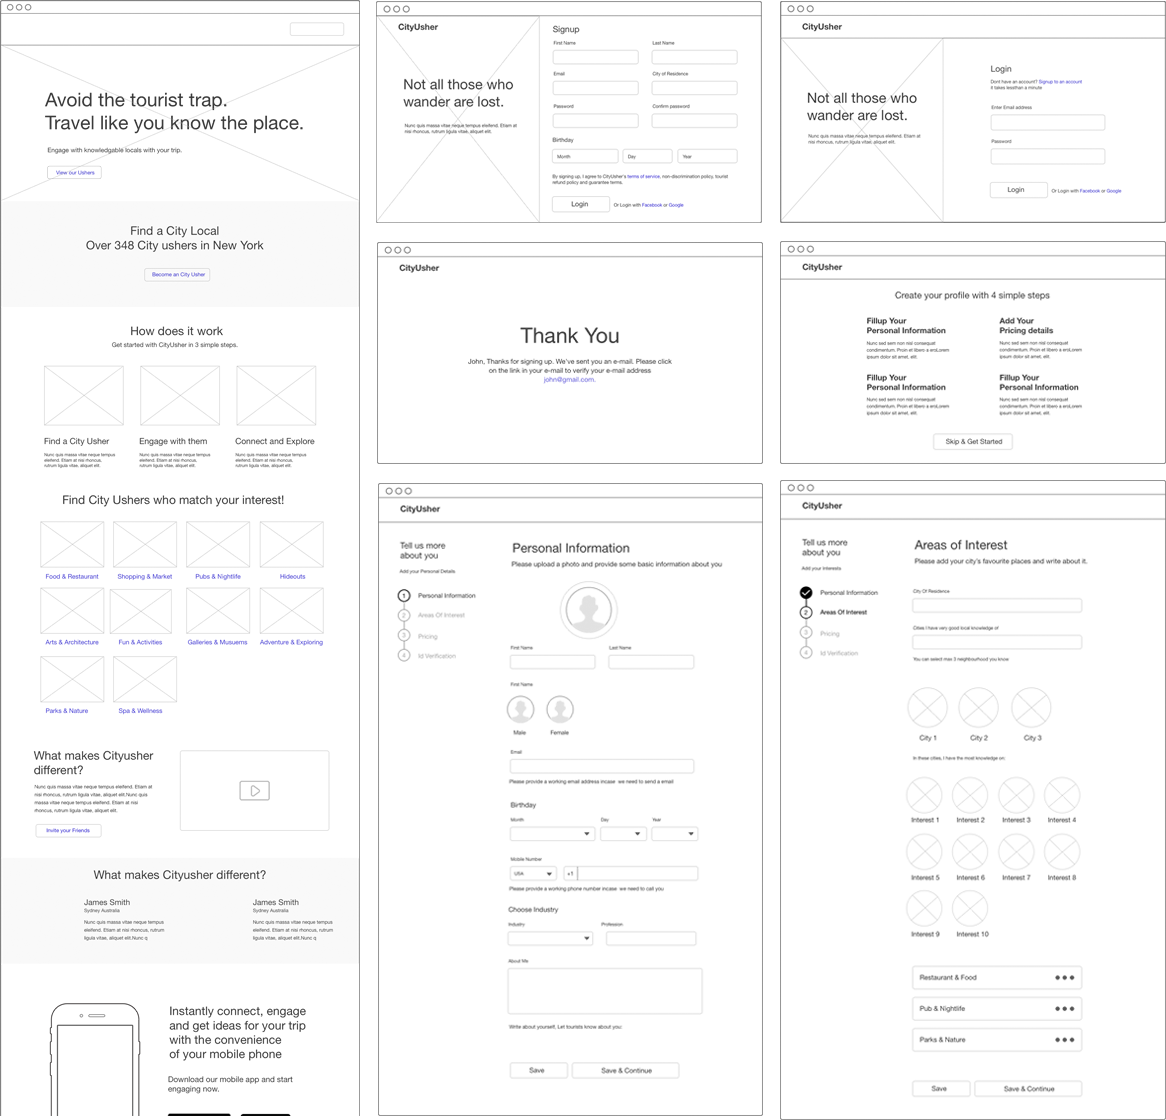 Avoid the tourist trap.
Travel like you know the place.
Engage with knowledgable locals with your trip.
View our Ushers
Find a City Local
Over 348 City ushers in New York
Become an City Usher
How does it work
Get started with CityUsher in 3 simple steps.
Find a City Usher
Nunc quis massa vitae neque tempus
eleifend. Etiam at nisi rhoncus,
rutrum ligula vitae, aliquet elit.
Engage with them
Nunc quis massa vitae neque tempus
eleifend. Etiam at nisi rhoncus,
rutrum ligula vitae, aliquet elit.
Connect and Explore
Nunc quis massa vitae neque tempus
eleifend. Etiam at nisi rhoncus,
rutrum ligula vitae, aliquet elit.
Find City Ushers who match your interest!
Food & Restaurant
Shopping & Market
Pubs & Nightlife
Hideouts
Arts & Architecture
Fun & Activities
Galleries & Musuems
Adventure & Exploring
Parks & Nature
Spa & Wellness
What makes Cityusher
different?
Nunc quis massa vitae neque tempus eleifend. Etiam at
nisi rhoncus, rutrum ligula vitae, aliquet elit.Nunc quis
massa vitae neque tempus eleifend. Etiam at nisi
rhoncus, rutrum ligula vitae, aliquet elit.
Invite your Friends
What makes Cityusher different?
James Smith
Sydney Australia
Nunc quis massa vitae neque tempus
eleifend. Etiam at nisi rhoncus, rutrum
ligula vitae, aliquet elit.Nunc q
James Smith
Sydney Australia
Nunc quis massa vitae neque tempus
eleifend. Etiam at nisi rhoncus, rutrum
ligula vitae, aliquet elit.Nunc q
Instantly connect, engage
and get ideas for your trip
with the convenience
of your mobile phone
Download our mobile app and start
engaging now.
CityUsher
Not all those who
wander are lost.
Nunc quis massa vitae neque tempus eleifend. Etiam at
nisi rhoncus, rutrum ligula vitae, aliquet elit.
Signup
First Name
Last Name
Email
City of Residence
Password
Confirm password
Birthday
Month
Day
Year
By signing up, I agree to CityUsher's terms of service, non-discrimination policy, tourist
refund policy and guarantee terms.
Login
Or Login with Facebook or Google
CityUsher
Not all those who
wander are lost.
Nunc quis massa vitae neque tempus eleifend. Etiam at
nisi rhoncus, rutrum ligula vitae, aliquet elit.
Login
Dont have an account? Signup to an account
it takes lessthan a minute
Enter Email address
Password
Login
Or Login with Facebook or Google
CityUsher
Thank You
John, Thanks for signing up. We've sent you an e-mail. Please click
on the link in your e-mail to verify your e-mail address
john@gmail.com.
CityUsher
Create your profile with 4 simple steps
Fillup Your
Personal Information
Nunc sed sem non nisl consequat
condimentum. Proin et libero a erat,orem
ipsum dolor sit amet, elit.
Add Your
Pricing details
Nunc sed sem non nisl consequat
condimentum. Proin et libero a erat,orem
ipsum dolor sit amet, elit.
Fillup Your
Personal Information
Nunc sed sem non nisl consequat
condimentum. Proin et libero a erat,orem
ipsum dolor sit amet, elit.
Fillup Your
Personal Information
Nunc sed sem non nisl consequat
condimentum. Proin et libero a erat,orem
ipsum dolor sit amet, elit.
Skip & Get Started
CityUsher
Tell us more
about you
Add your Personal Details
1 Personal Information
2 Areas Of Interest
3 Pricing
4 Id Verification
Personal Information
Please upload a photo and provide some basic information about you
First Name
Last Name
First Name
Male
Female
Email
Please provide a working email address incase we need to send a email
Birthday
Month
Day
Year
Mobile Number
USA
+1
Please provide a working phone number incase we need to call you
Choose Industry
Industry
Profession
About Me
Write about yourself, Let tourists know about you:
Save
Save & Continue
CityUsher
Tell us more
about you
Add your Interests
Personal Information
2 Areas Of Interest
3 Pricing
4 Id Verification
Areas of Interest
Please add your city's favourite places and write about it.
City Of Residence
Cities I have very good local knowledge of
You can select max 3 neighbourhood you know
City 1
City 2
City 3
In these cities, I have the most knowledge on:
Interest 1
Interest 2
Interest 3
Interest 4
Interest 5
Interest 6
Interest 7
Interest 8
Interest 9
Interest 10
Restaurant & Food
Pub & Nightlife
Parks & Nature
Save
Save & Continue